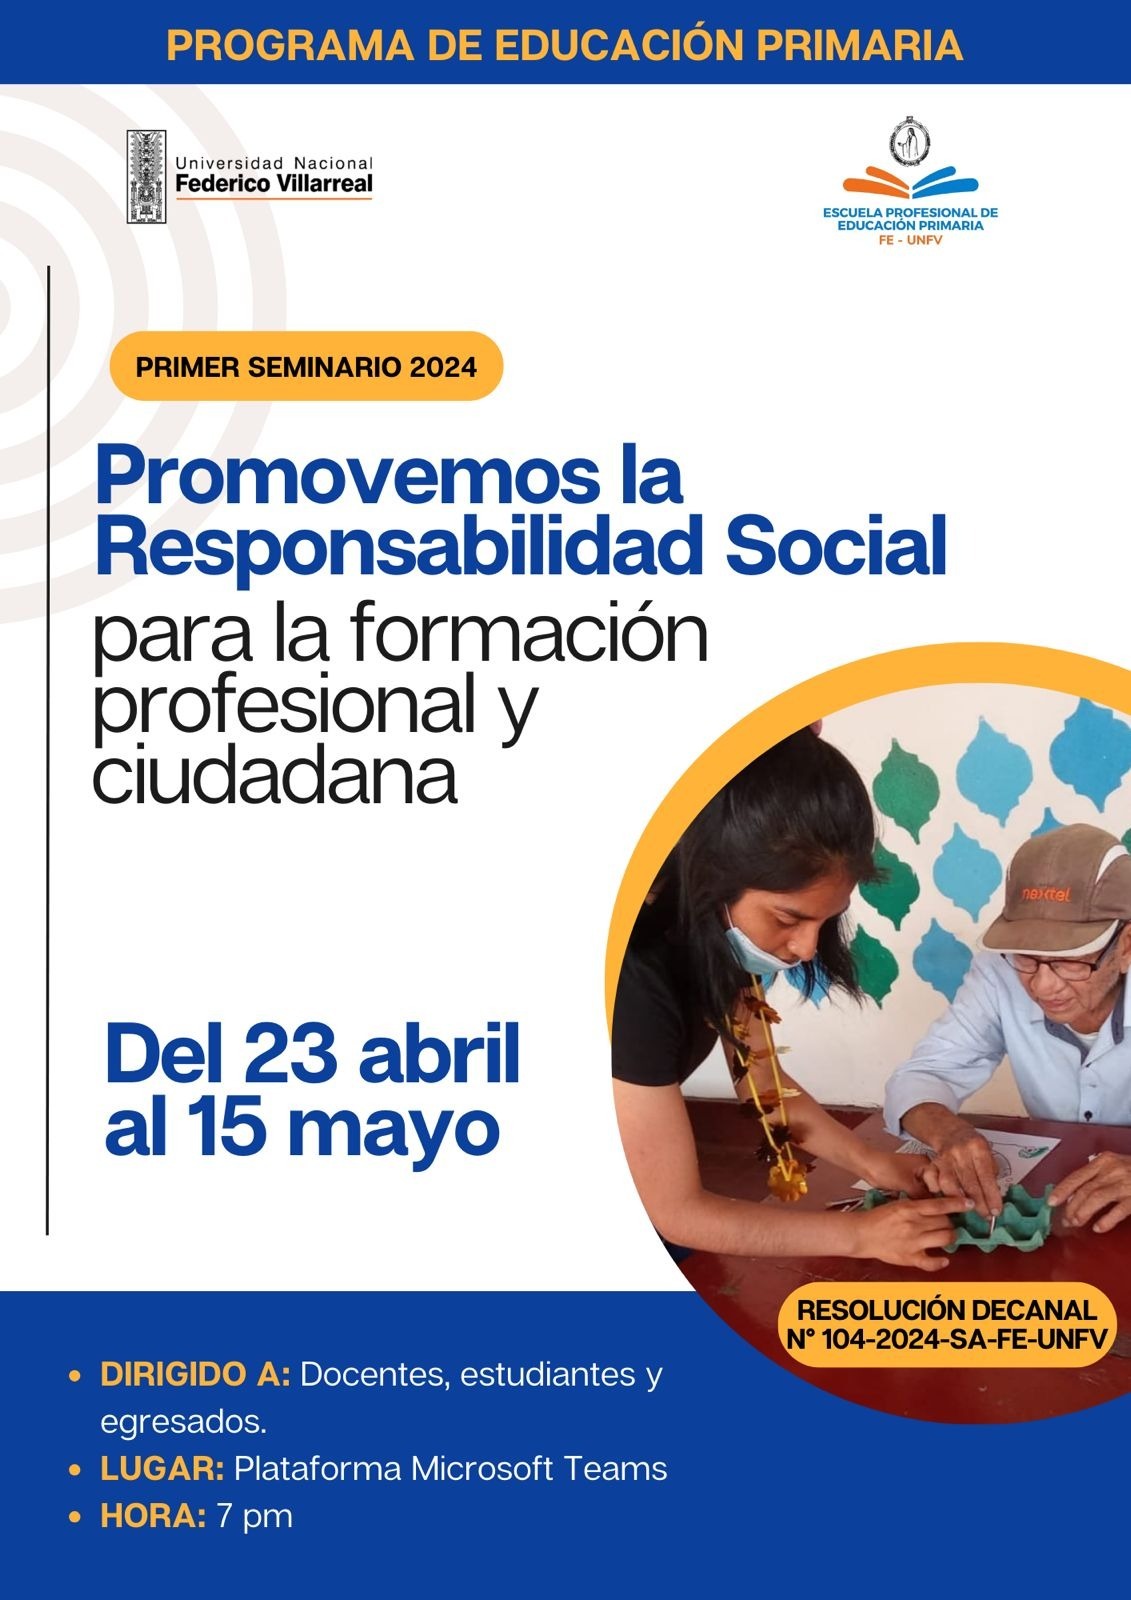 PROGRAMA DE EDUCACIÓN PRIMARIA
Universidad Nacional
Federico Villarreal
ESCUELA PROFESIONAL DE
EDUCACIÓN PRIMARIA
FE - UNFV
PRIMER SEMINARIO 2024
Promovemos la
Responsabilidad Social
para la formación
profesional y
ciudadana
nextel
Del 23 abril
al 15 mayo
RESOLUCIÓN DECANAL
N° 104-2024-SA-FE-UNFV
• DIRIGIDO A: Docentes, estudiantes y
egresados.
• LUGAR: Plataforma Microsoft Teams
• HORA: 7 pm